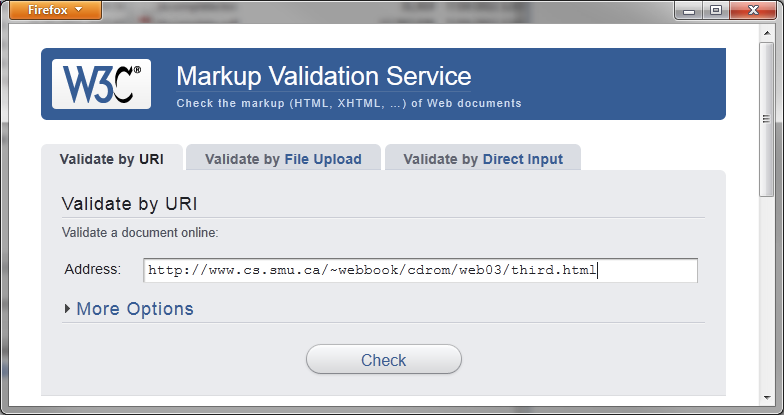 Firefox
W3C®
Markup Validation Service
Check the markup (HTML, XHTML, …) of Web documents
Validate by URI
Validate by File Upload
Validate by Direct Input
Validate by URI
Validate a document online:
Address: http://www.cs.smu.ca/~webbook/cdrom/web03/third.html
More Options
Check